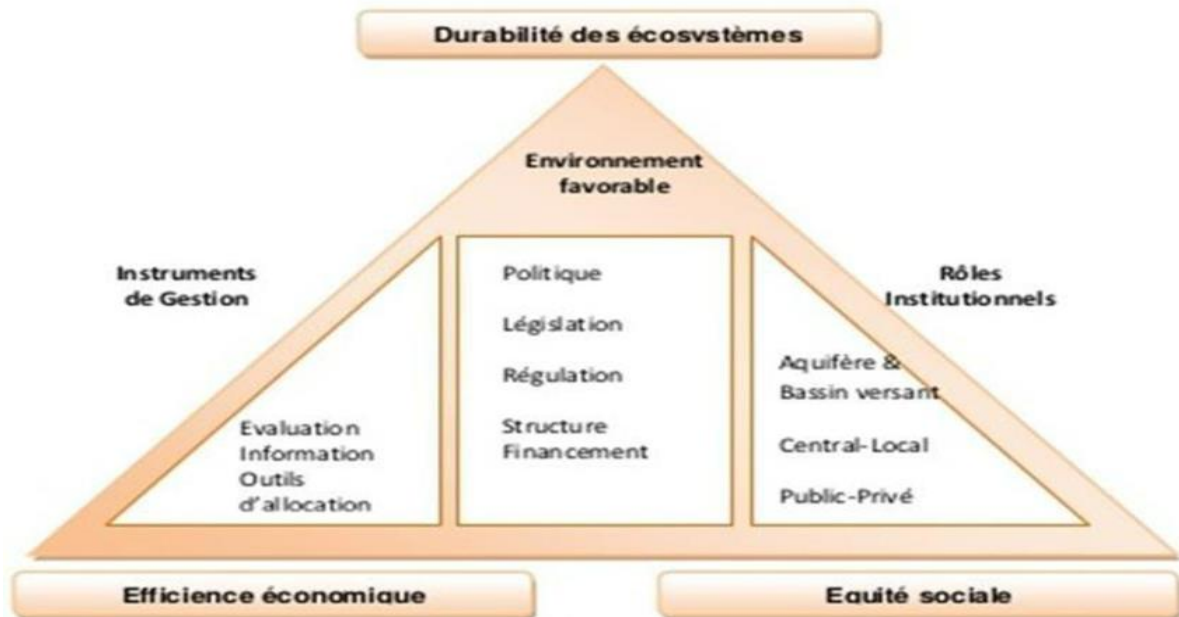 Durabilité des écosystèmes
Environnement
favorable
Instruments
de Gestion
Rôles
Institutionnels
Politique
Législation
Régulation
Structure
Financement
Evaluation
Information
Outils
d'allocation
Aquifère &
Bassin versant
Central-Local
Public-Privé
Efficience économique
Equité sociale